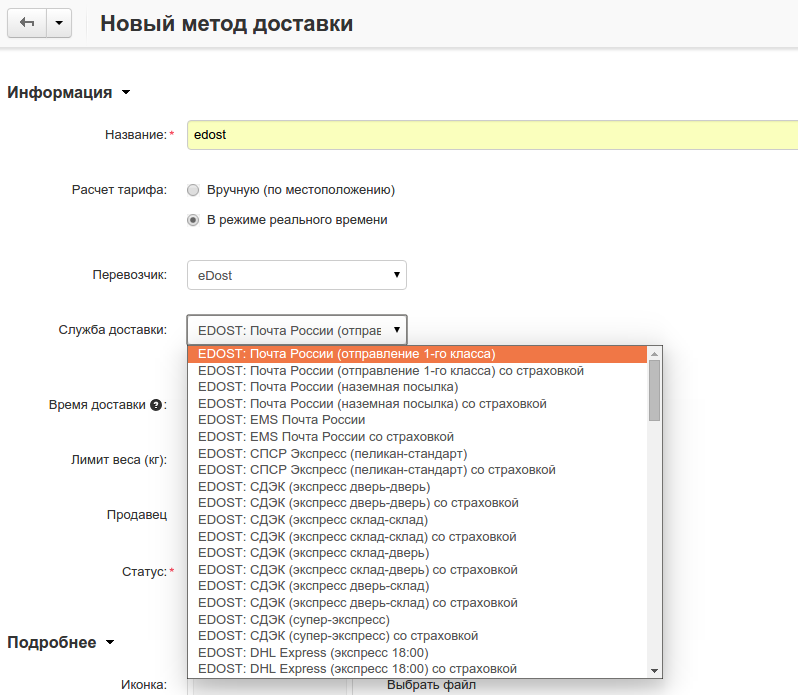 Новый метод доставки
Информация
Название:*
edost
Расчет тарифа:
Вручную (по местоположению)
В режиме реального времени
Перевозчик:
eDost
Служба доставки:
EDOST: Почта России (отправ
EDOST: Почта России (отправление 1-го класса)
EDOST: Почта России (отправление 1-го класса) со страховкой
EDOST: Почта России (наземная посылка)
Время доставки ?:
EDOST: Почта России (наземная посылка) со страховкой
EDOST: EMS Почта России
EDOST: EMS Почта России со страховкой
Лимит веса (кг):
EDOST: СПСР Экспресс (пеликан-стандарт)
EDOST: СПСР Экспресс (пеликан-стандарт) со страховкой
EDOST: СДЭК (экспресс дверь-дверь)
EDOST: СДЭК (экспресс дверь-дверь) со страховкой
Продавец
EDOST: СДЭК (экспресс склад-склад)
EDOST: СДЭК (экспресс склад-склад) со страховкой
EDOST: СДЭК (экспресс склад-дверь)
Статус:*
EDOST: СДЭК (экспресс склад-дверь) со страховкой
EDOST: СДЭК (экспресс дверь-склад)
EDOST: СДЭК (экспресс дверь-склад) со страховкой
EDOST: СДЭК (супер-экспресс)
EDOST: СДЭК (супер-экспресс) со страховкой
Подробнее
EDOST: DHL Express (экспресс 18:00)
EDOST: DHL Express (экспресс 18:00) со страховкой
Иконка:
Выбрать файл